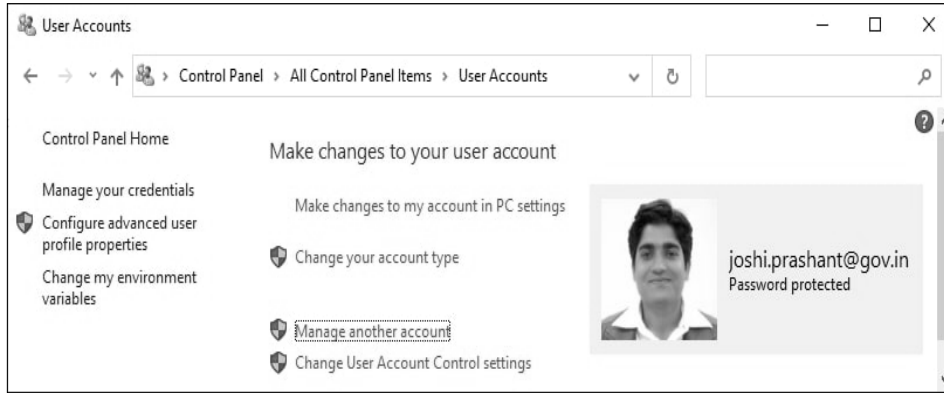 User Accounts
Control Panel > All Control Panel Items > User Accounts
Control Panel Home
Manage your credentials
Configure advanced user
profile properties
Change my environment
variables
Make changes to your user account
Make changes to my account in PC settings
Change your account type
Manage another account
Change User Account Control settings
joshi.prashant@gov.in
Password protected